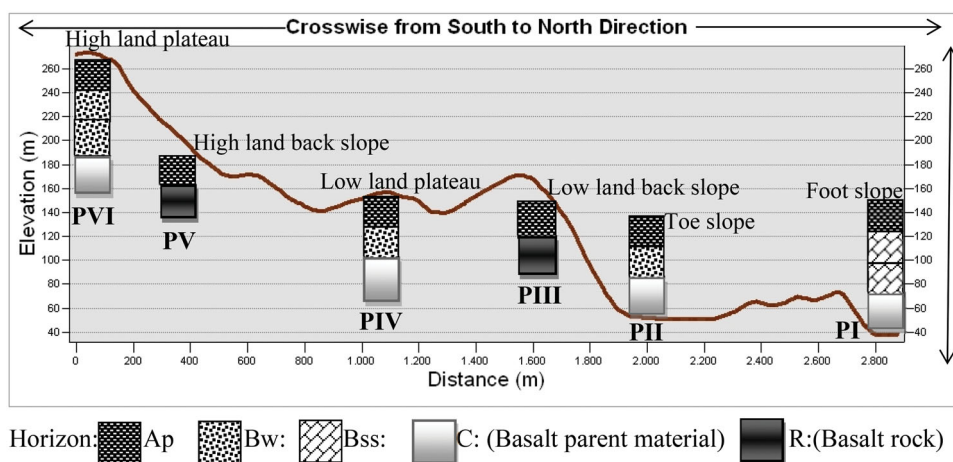 Crosswise from South to North Direction
High land plateau
260 260
240 240
220 220
200 200
High land back slope
180 180
Low land plateau Low land back slope Foot slope
160 160
140 140
Toe slope
120 120
100 100
80 80
60 60
40 40
PVI
PV
PIV
PIII
PII
PI
Elevation (m)
0 200 400 600 800 1.000 1.200 1.400 1.600 1.800 2.000 2.200 2.400 2.600 2.800
Distance (m)
Horizon: Ap Bw: Bss: C: (Basalt parent material) R:(Basalt rock)